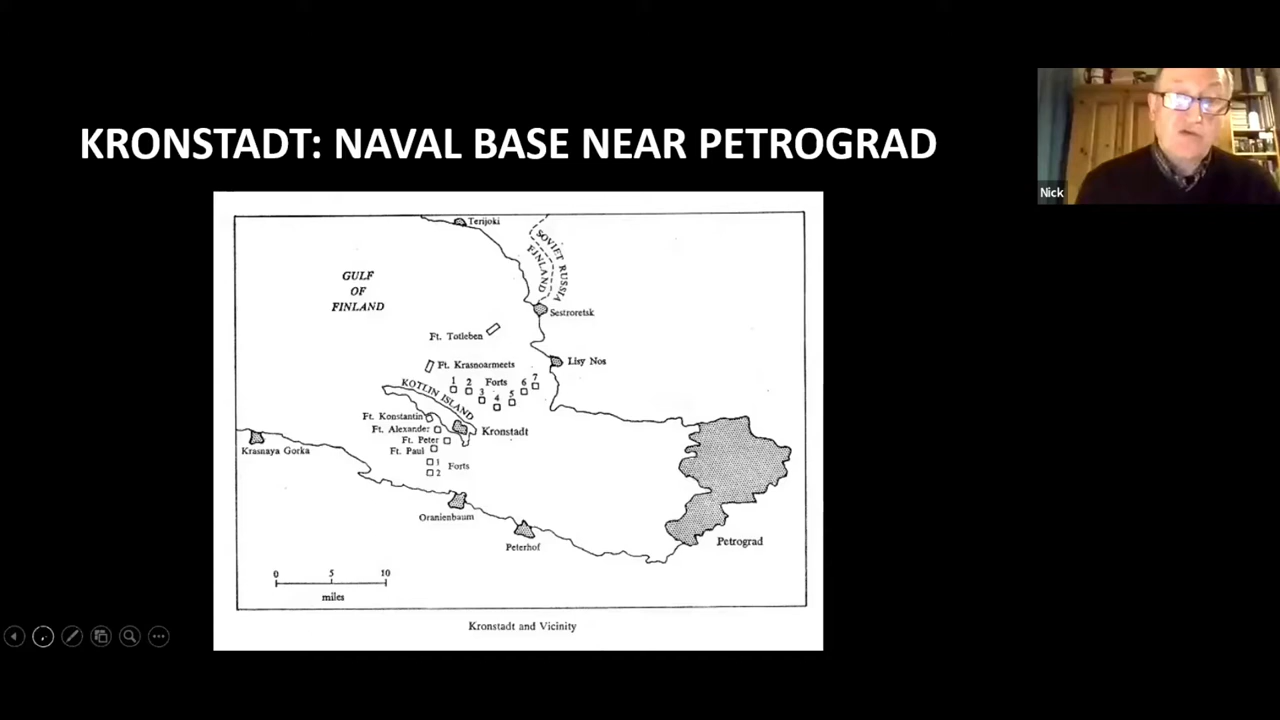 KRONSTADT: NAVAL BASE NEAR PETROGRAD
Nick
Terijoki
SOVIET RUSSIA
FINLAND
GULF
OF
FINLAND
Sestroretsk
Ft. Totleben
Lisy Nos
Ft. Krasnoarmeets
1 2 3 4 5 6 7
Forts
KOTLIN ISLAND
Ft. Konstantin
Ft. Alexander
Kronstadt
Ft. Peter
Ft. Paul
1
2
Forts
Krasnaya Gorka
Oranienbaum
Peterhof
Petrograd
0 5 10
miles
Kronstadt and Vicinity